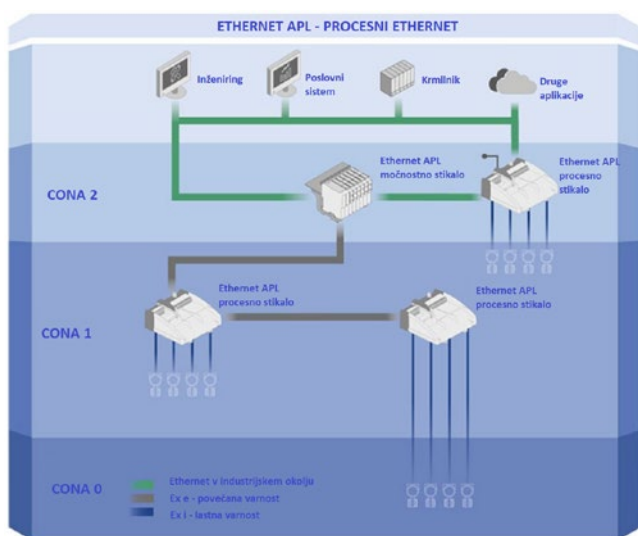 ETHERNET APL - PROCESNI ETHERNET
Inženiring
Poslovni
sistem
Krmilnik
Druge
aplikacije
CONA 2
Ethernet APL
močnostno stikalo
Ethernet APL
procesno
stikalo
CONA 1
Ethernet APL
procesno stikalo
Ethernet APL
procesno stikalo
CONA 0
Ethernet v industrijskem okolju
Ex e - povečana varnost
Ex i - lastna varnost